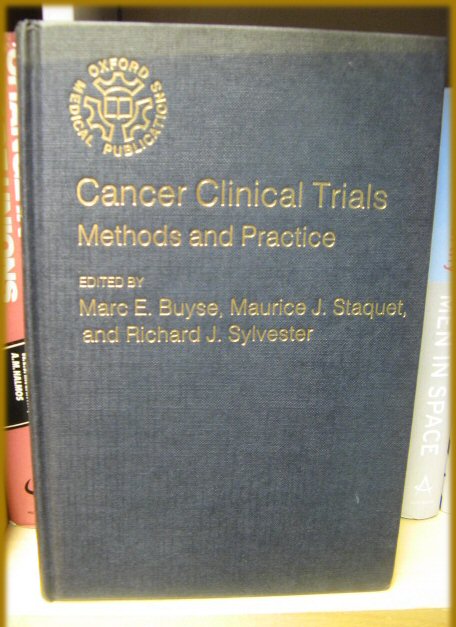 OXFORD
MEDICAL PUBLICATIONS
Cancer Clinical Trials
Methods and Practice
EDITED BY
Marc E. Buyse, Maurice J. Staquet,
and Richard J. Sylvester
A.M. HALMOS
MEN IN SPACE